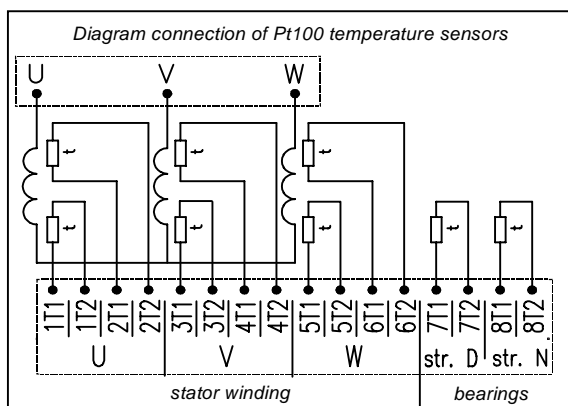 Diagram connection of Pt100 temperature sensors
U V W
t t t
t t t t t
1T1 1T2 2T1 2T2 3T1 3T2 4T1 4T2 5T1 5T2 6T1 6T2 7T1 7T2 8T1 8T2
U V W str. D str. N
stator winding bearings